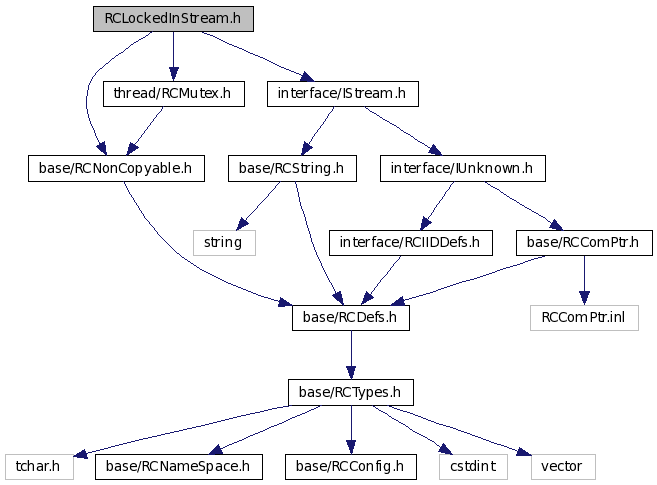 RCLockedInStream.h
thread/RCMutex.h
interface/IStream.h
base/RCNonCopyable.h
base/RCString.h
interface/IUnknown.h
string
interface/RCIIDDefs.h
base/RCComPtr.h
base/RCDefs.h
RCComPtr.inl
base/RCTypes.h
tchar.h
base/RCNameSpace.h
base/RCConfig.h
cstdint
vector